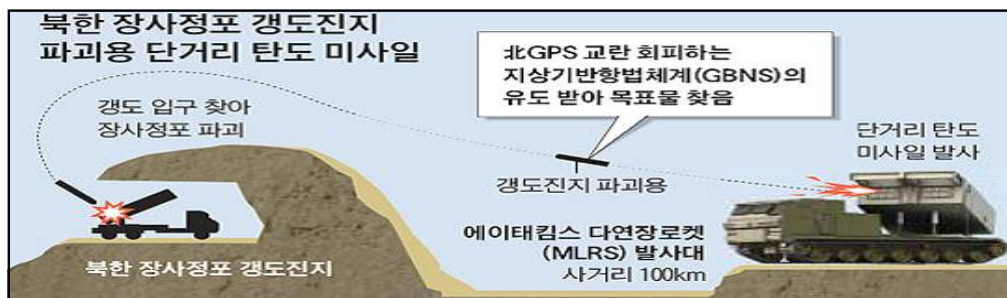 북한 장사정포 갱도진지
파괴용 단거리 탄도 미사일
갱도 입구 찾아
장사정포 파괴
北GPS 교란 회피하는
지상기반항법체계(GBNS)의
유도 받아 목표물 찾음
단거리 탄도
미사일 발사
갱도진지 파괴용
에이태킴스 다연장로켓
(MLRS) 발사대
사거리 100km
북한 장사정포 갱도진지